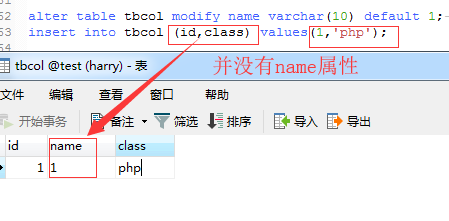 52 alter table tbcol modify name varchar(10) default 1;
53 insert into tbcol (id,class) values(1,'php');
并没有name属性
tbcol @test (harry) - 表
文件 编辑 查看 窗口 帮助
开始事务 备注 筛选 排序 导入 导出
id name class
1 1 php